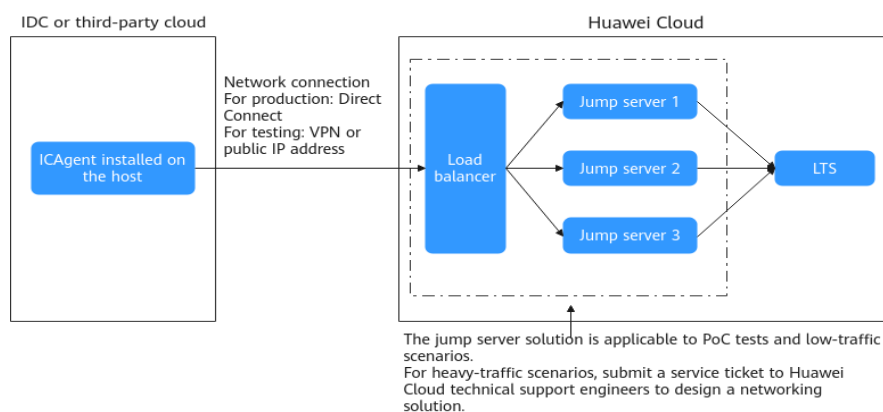 IDC or third-party cloud
Huawei Cloud
Network connection
For production: Direct
Connect
For testing: VPN or
public IP address
ICAgent installed on
the host
Load
balancer
Jump server 1
Jump server 2
Jump server 3
LTS
The jump server solution is applicable to PoC tests and low-traffic
scenarios.
For heavy-traffic scenarios, submit a service ticket to Huawei
Cloud technical support engineers to design a networking
solution.